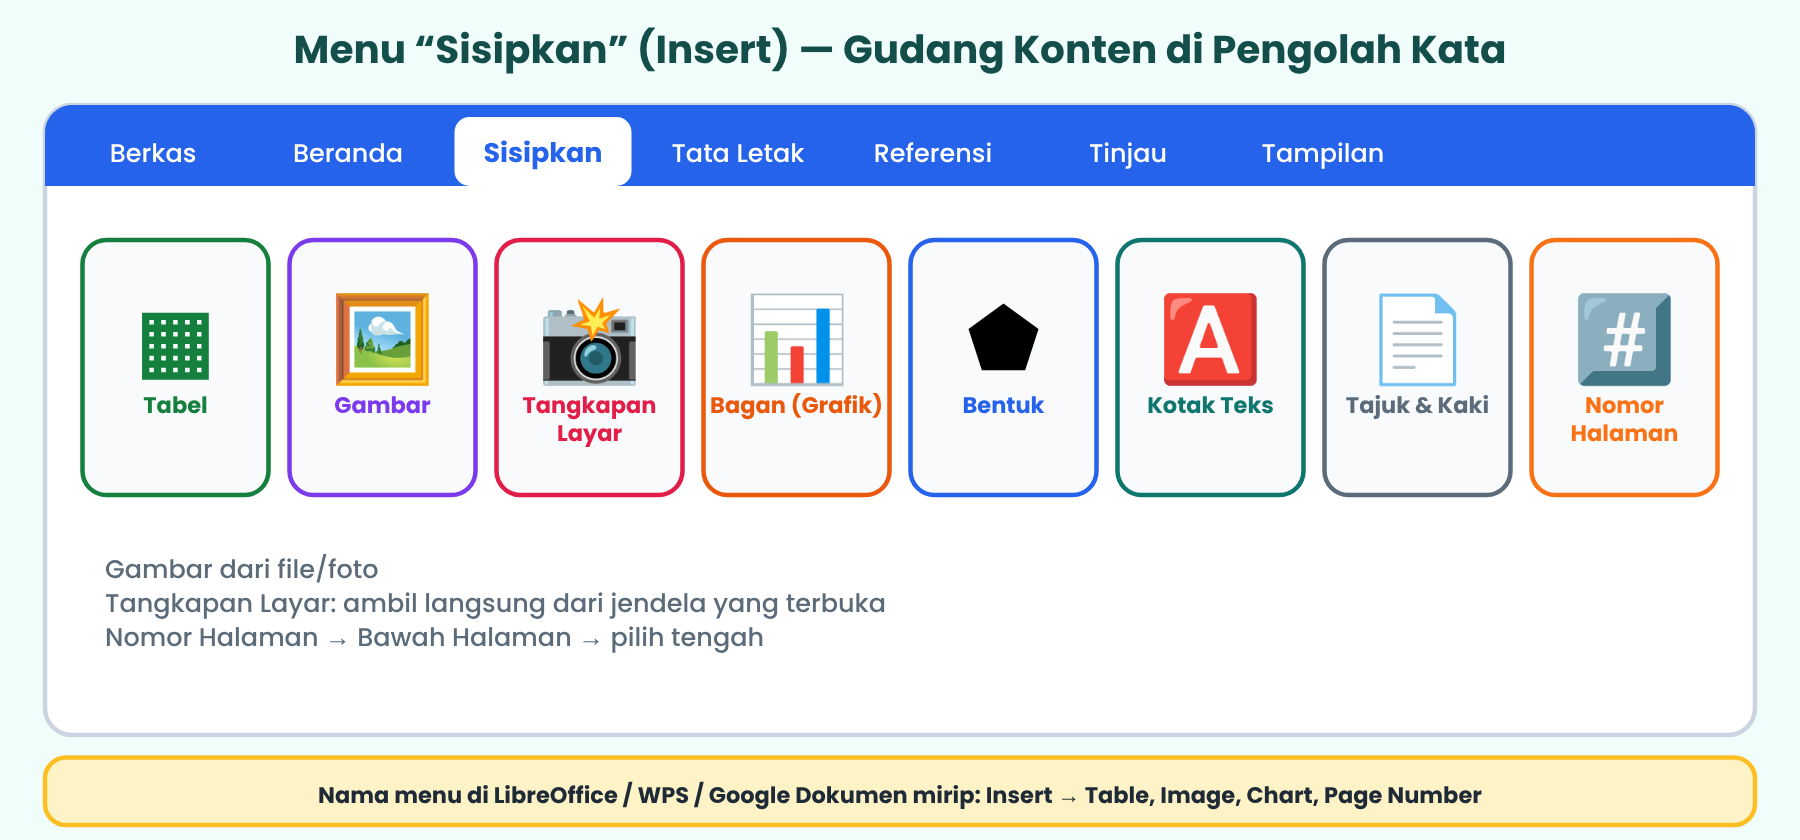 Menu “Sisipkan” (Insert) — Gudang Konten di Pengolah Kata
Berkas Beranda Sisipkan Tata Letak Referensi Tinjau Tampilan
Tabel
Gambar
Tangkapan
Layar
Bagan (Grafik)
Bentuk
A
Kotak Teks
Tajuk & Kaki
#
Nomor
Halaman
Gambar dari file/foto
Tangkapan Layar: ambil langsung dari jendela yang terbuka
Nomor Halaman → Bawah Halaman → pilih tengah
Nama menu di LibreOffice / WPS / Google Dokumen mirip: Insert → Table, Image, Chart, Page Number